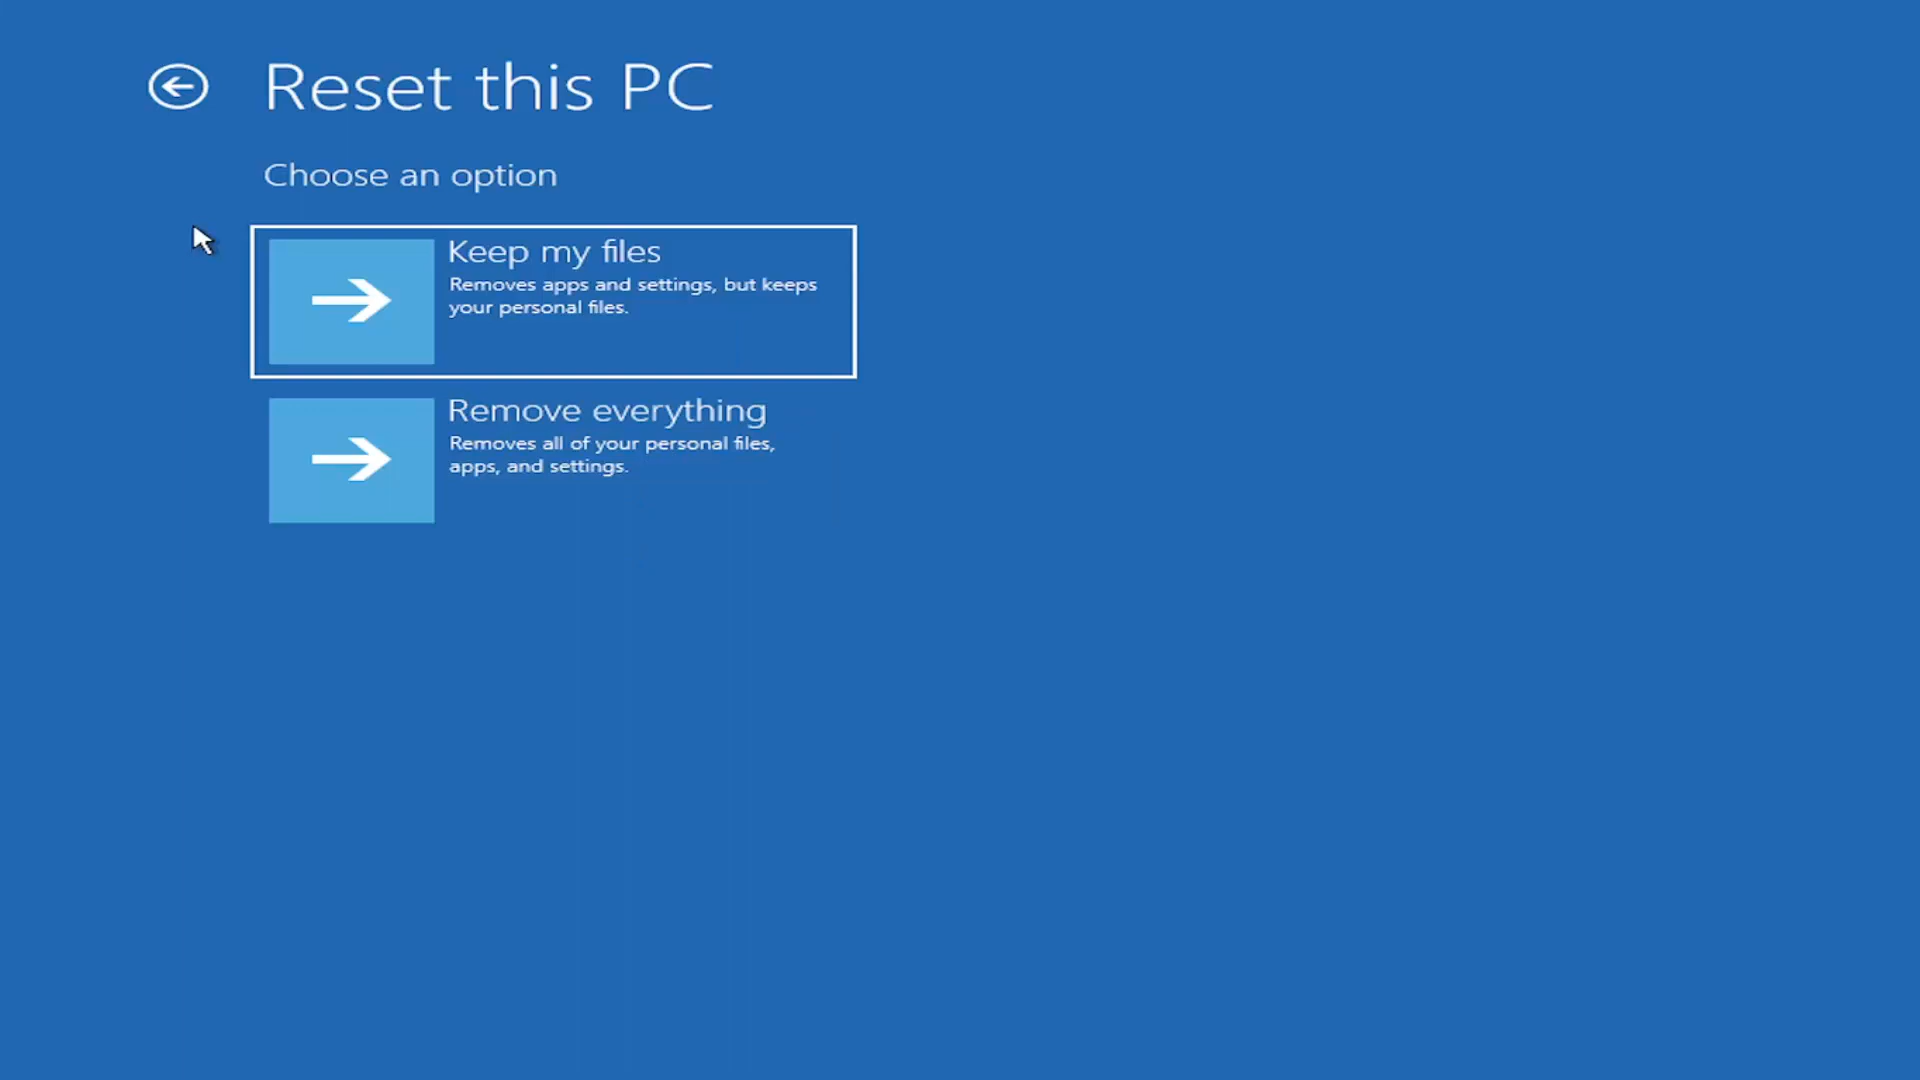 Reset this PC
Choose an option
Keep my files
Removes apps and settings, but keeps
your personal files.
Remove everything
Removes all of your personal files,
apps, and settings.